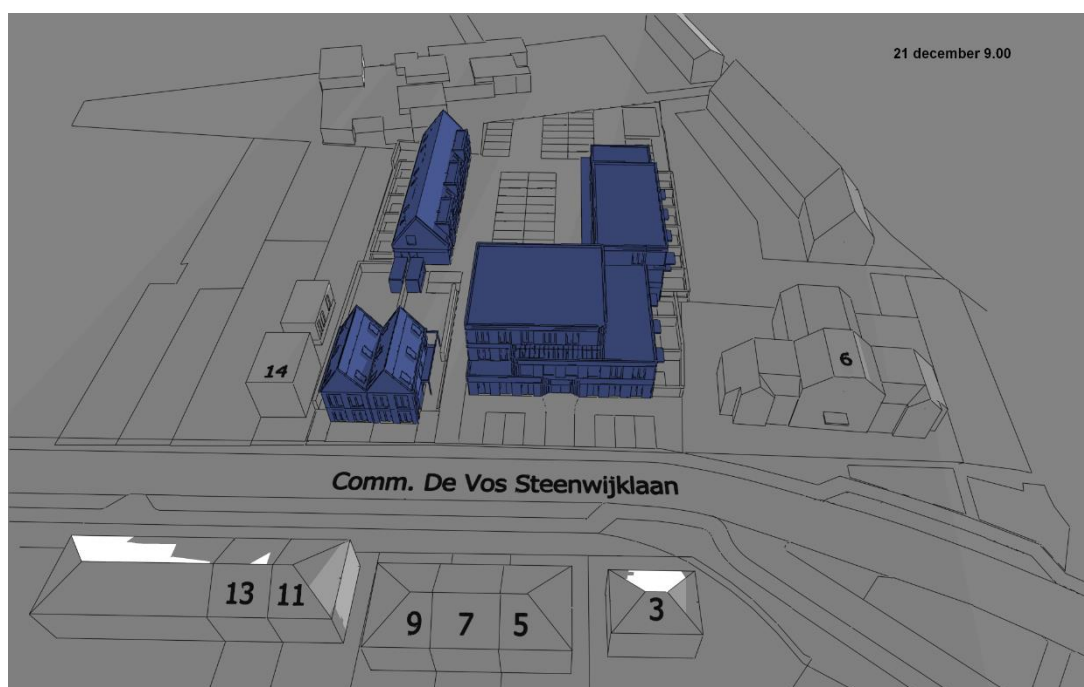 21 december 9.00
6
14
Comm. De Vos Steenwijklaan
13 11
9 7 5
3